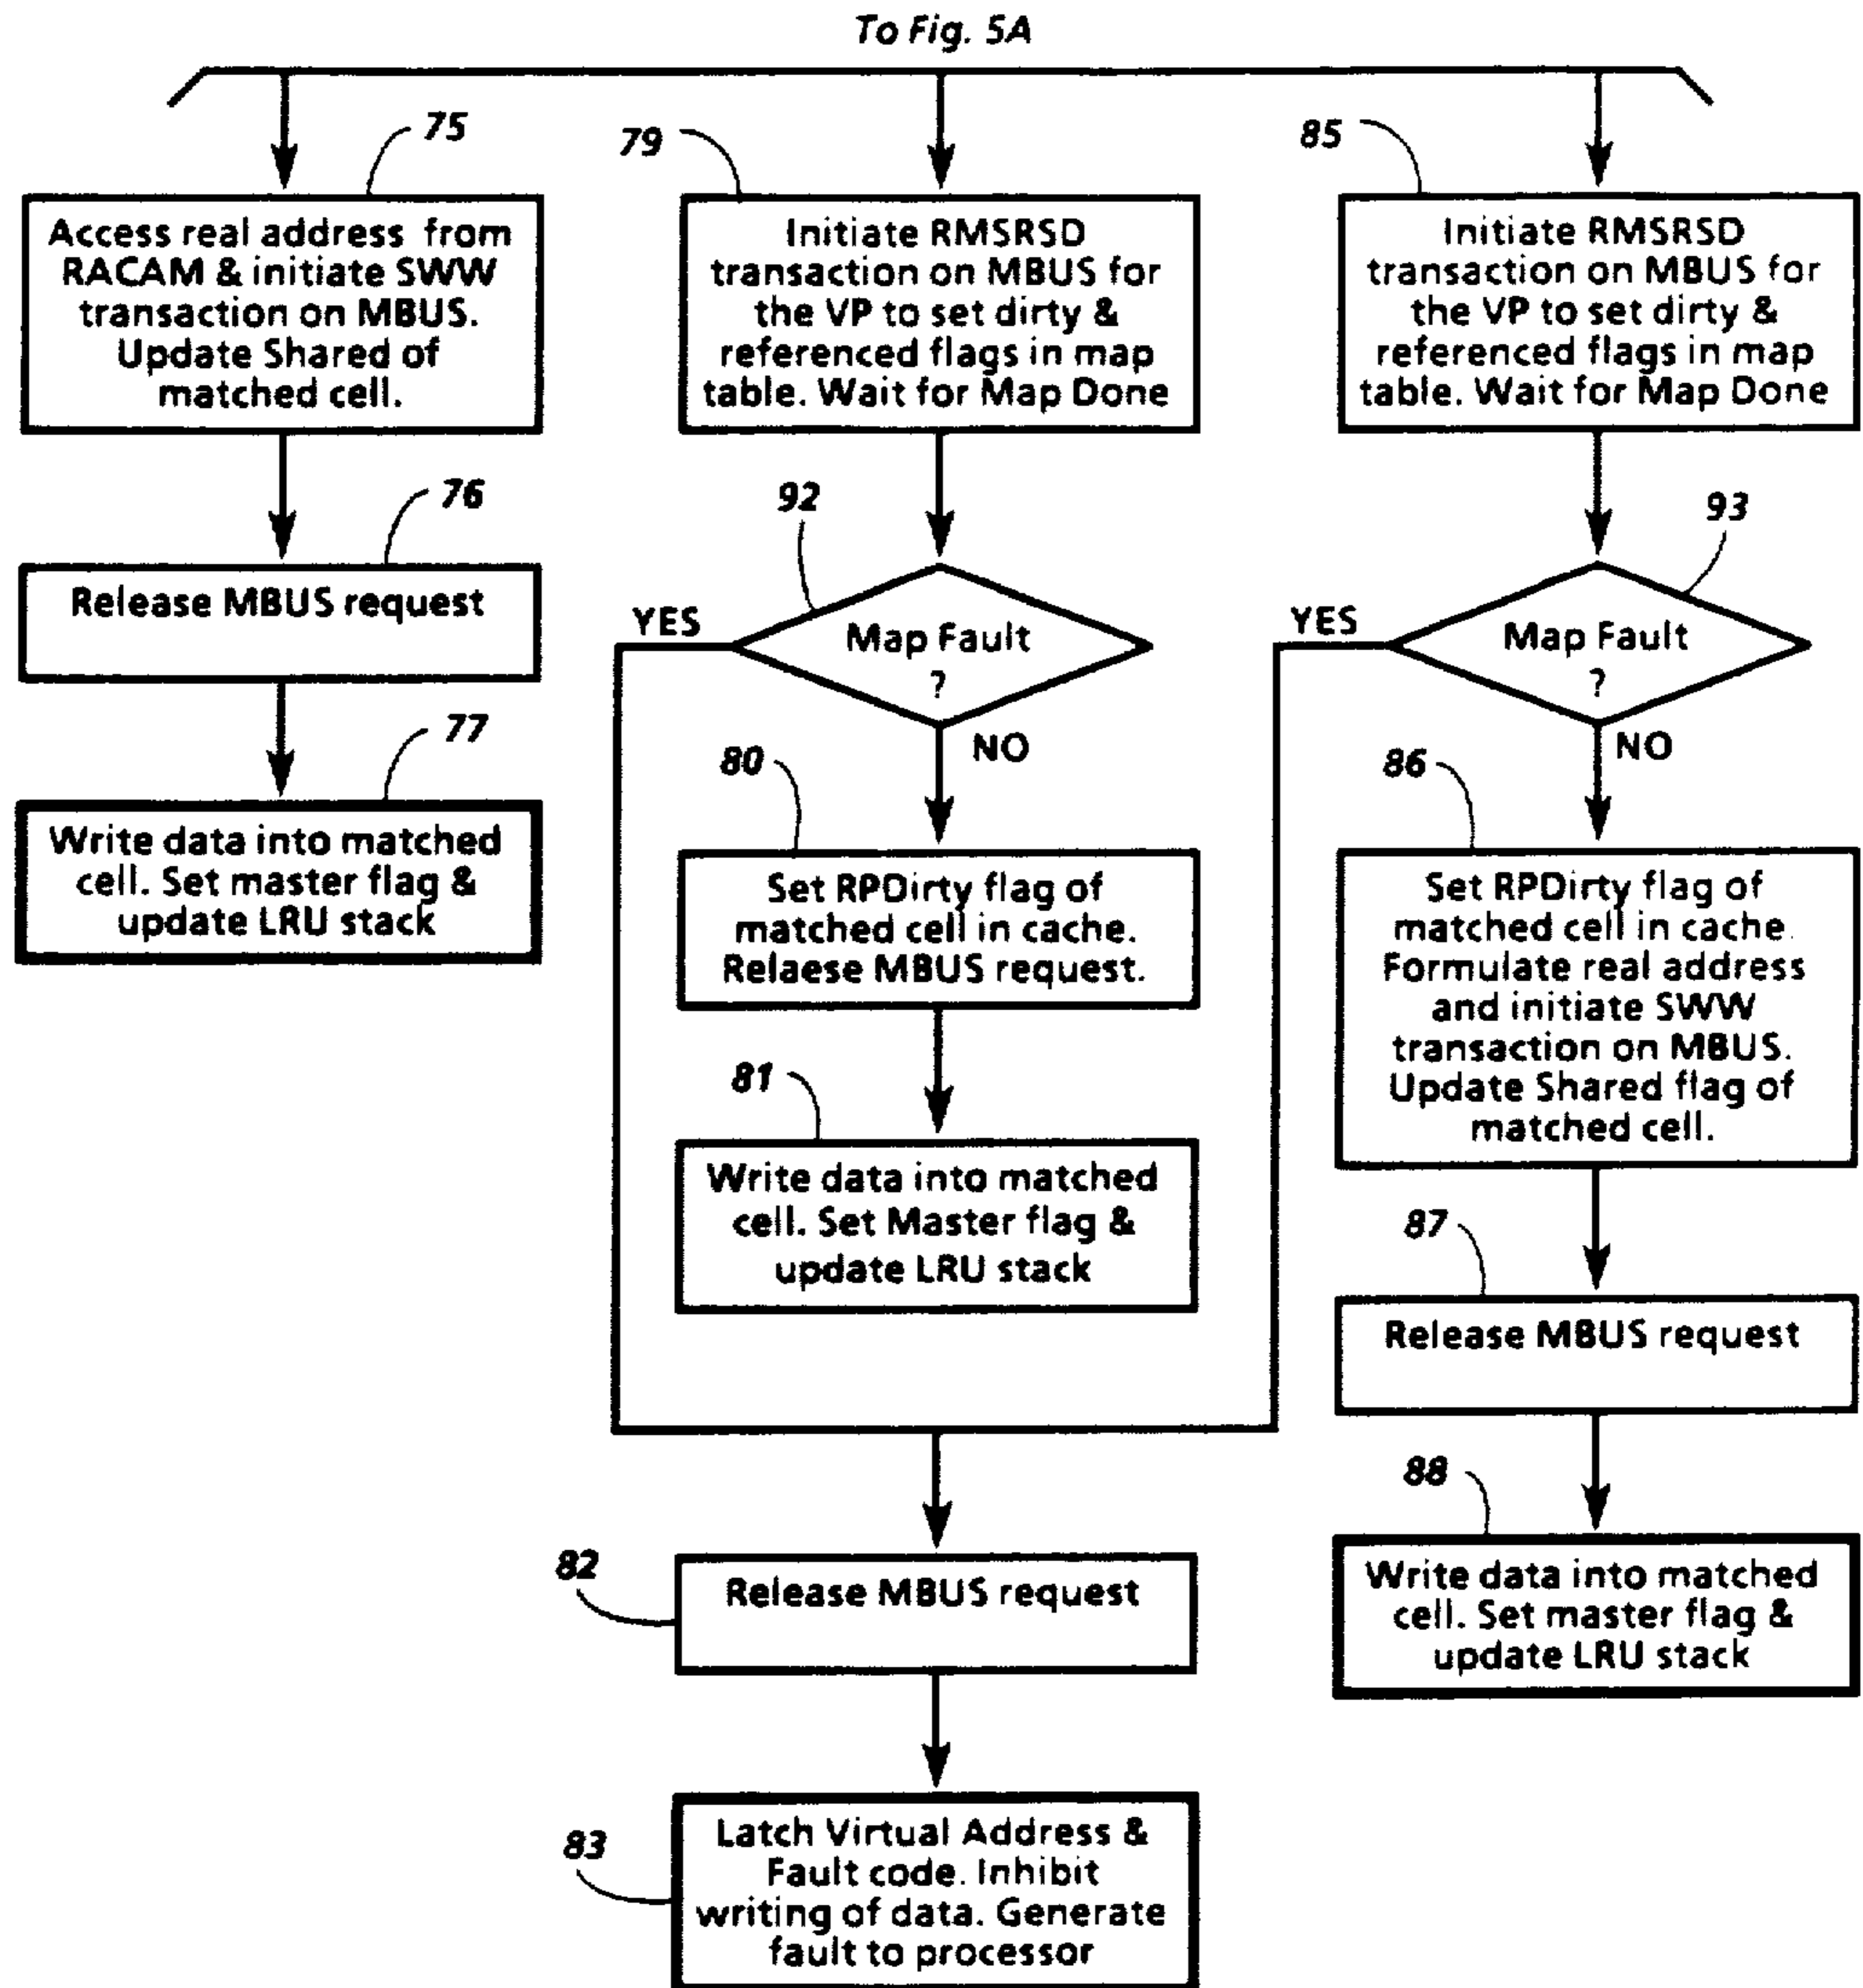 To Fig. 5A
75
Access real address from
RACAM & initiate SWW
transaction on MBUS.
Update Shared of
matched cell.
76
Release MBUS request
77
Write data into matched
cell. Set master flag &
update LRU stack
79
Initiate RMSRSD
transaction on MBUS for
the VP to set dirty &
referenced flags in map
table. Wait for Map Done
92
YES
Map Fault
?
NO
80
Set RPDirty flag of
matched cell in cache.
Relaese MBUS request.
81
Write data into matched
cell. Set Master flag &
update LRU stack
82
Release MBUS request
83
Latch Virtual Address &
Fault code. Inhibit
writing of data. Generate
fault to processor
85
Initiate RMSRSD
transaction on MBUS for
the VP to set dirty &
referenced flags in map
table. Wait for Map Done
93
YES
Map Fault
?
NO
86
Set RPDirty flag of
matched cell in cache.
Formulate real address
and initiate SWW
transaction on MBUS.
Update Shared flag of
matched cell.
87
Release MBUS request
88
Write data into matched
cell. Set master flag &
update LRU stack